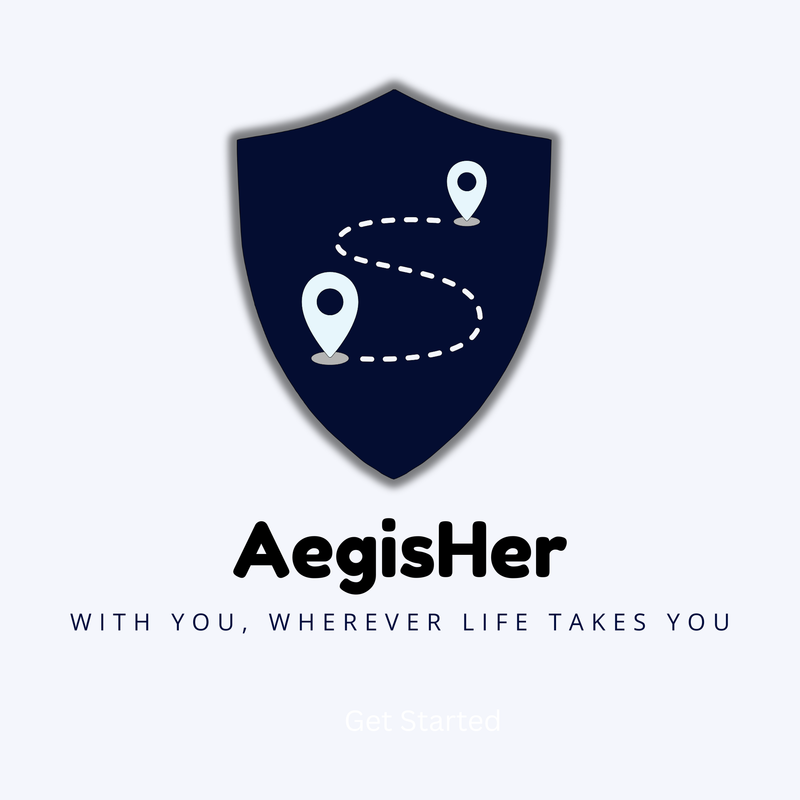 AegisHer
WITH YOU, WHEREVER LIFE TAKES YOU
Get Started